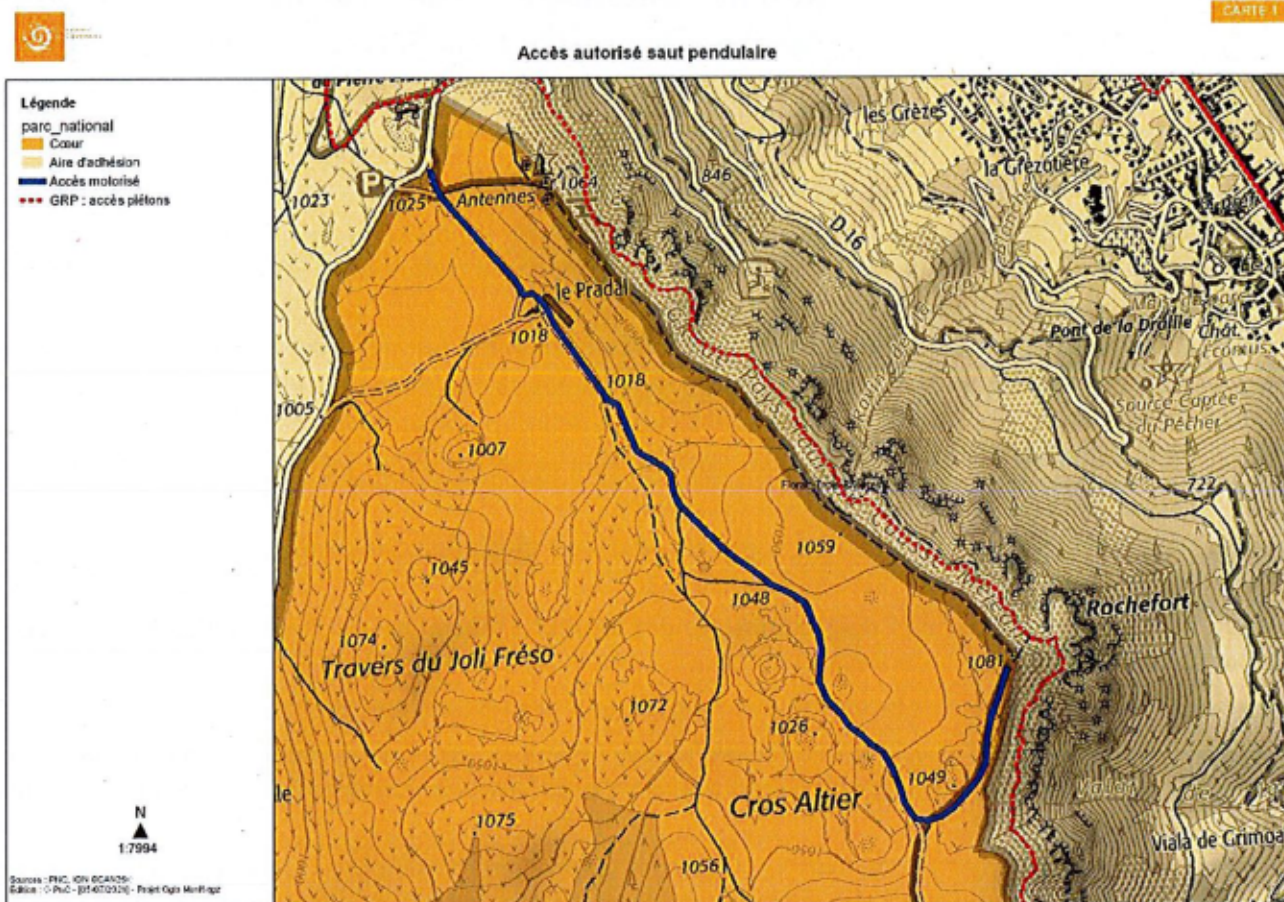 CARTE 1
Accès autorisé saut pendulaire
Légende
parc_national
Cœur
Aire d'adhésion
Accès motorisé
GRP : accès piétons
N
1:7994
P
1023
1025
Antennes
1064
846
les Grèzes
la Grézotière
D 16
le Pradal
1018
1018
1005
1007
Pont de la Draille
Chât.
Source Captée
du Pêcher
722
1059
1045
1048
1074
Travers du Joli Fréso
Rochefort
1081
1072
1026
1049
Cros Altier
1075
1056
Viala de Grimoa